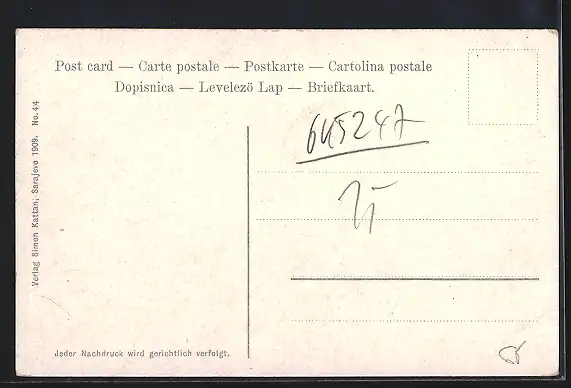 Post card — Carte postale — Postkarte — Cartolina postale
Dopisnica — Levelező Lap — Briefkaart.
Verlag Simon Kattan; Sarajevo 1909. No. 44
645247
Jeder Nachdruck wird gerichtlich verfolgt.